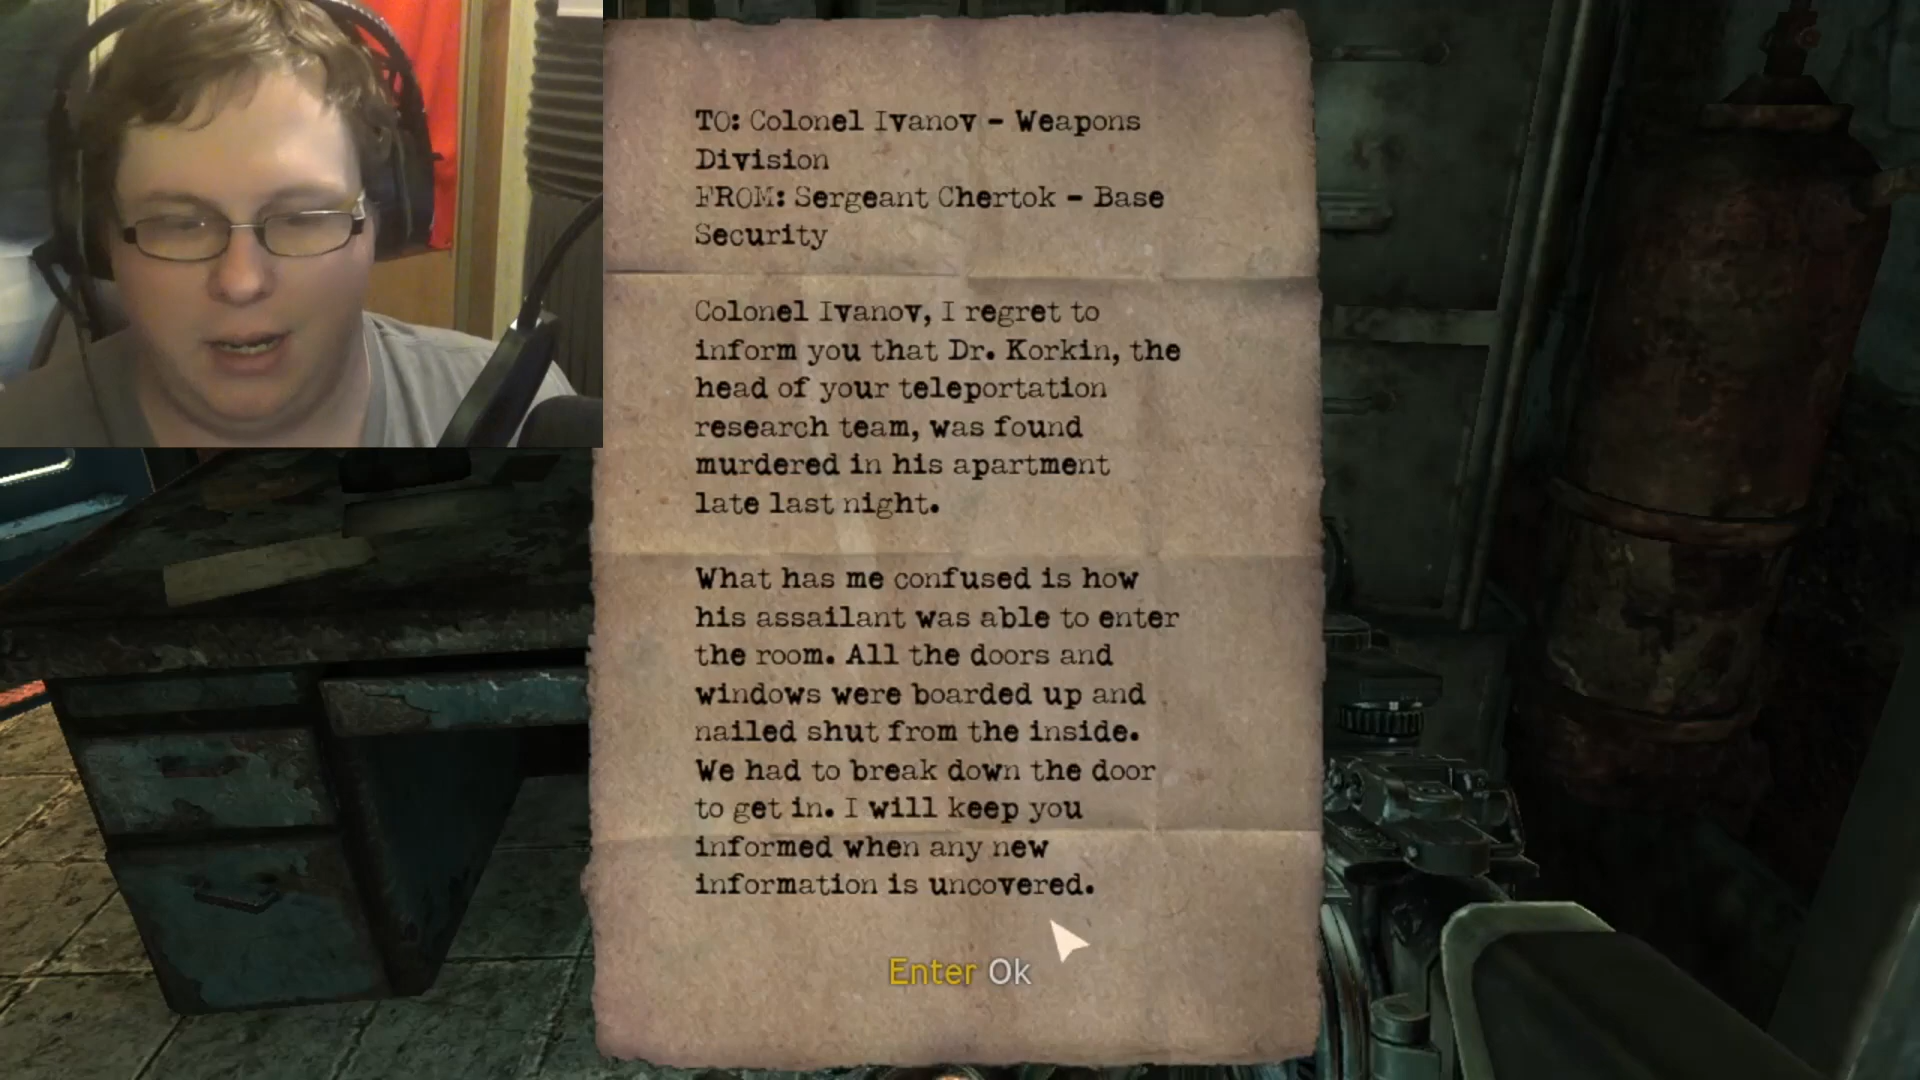 TO: Colonel Ivanov - Weapons
Division
FROM: Sergeant Chertok - Base
Security
Colonel Ivanov, I regret to
inform you that Dr. Korkin, the
head of your teleportation
research team, was found
murdered in his apartment
late last night.
What has me confused is how
his assailant was able to enter
the room. All the doors and
windows were boarded up and
nailed shut from the inside.
We had to break down the door
to get in. I will keep you
informed when any new
information is uncovered.
Enter Ok